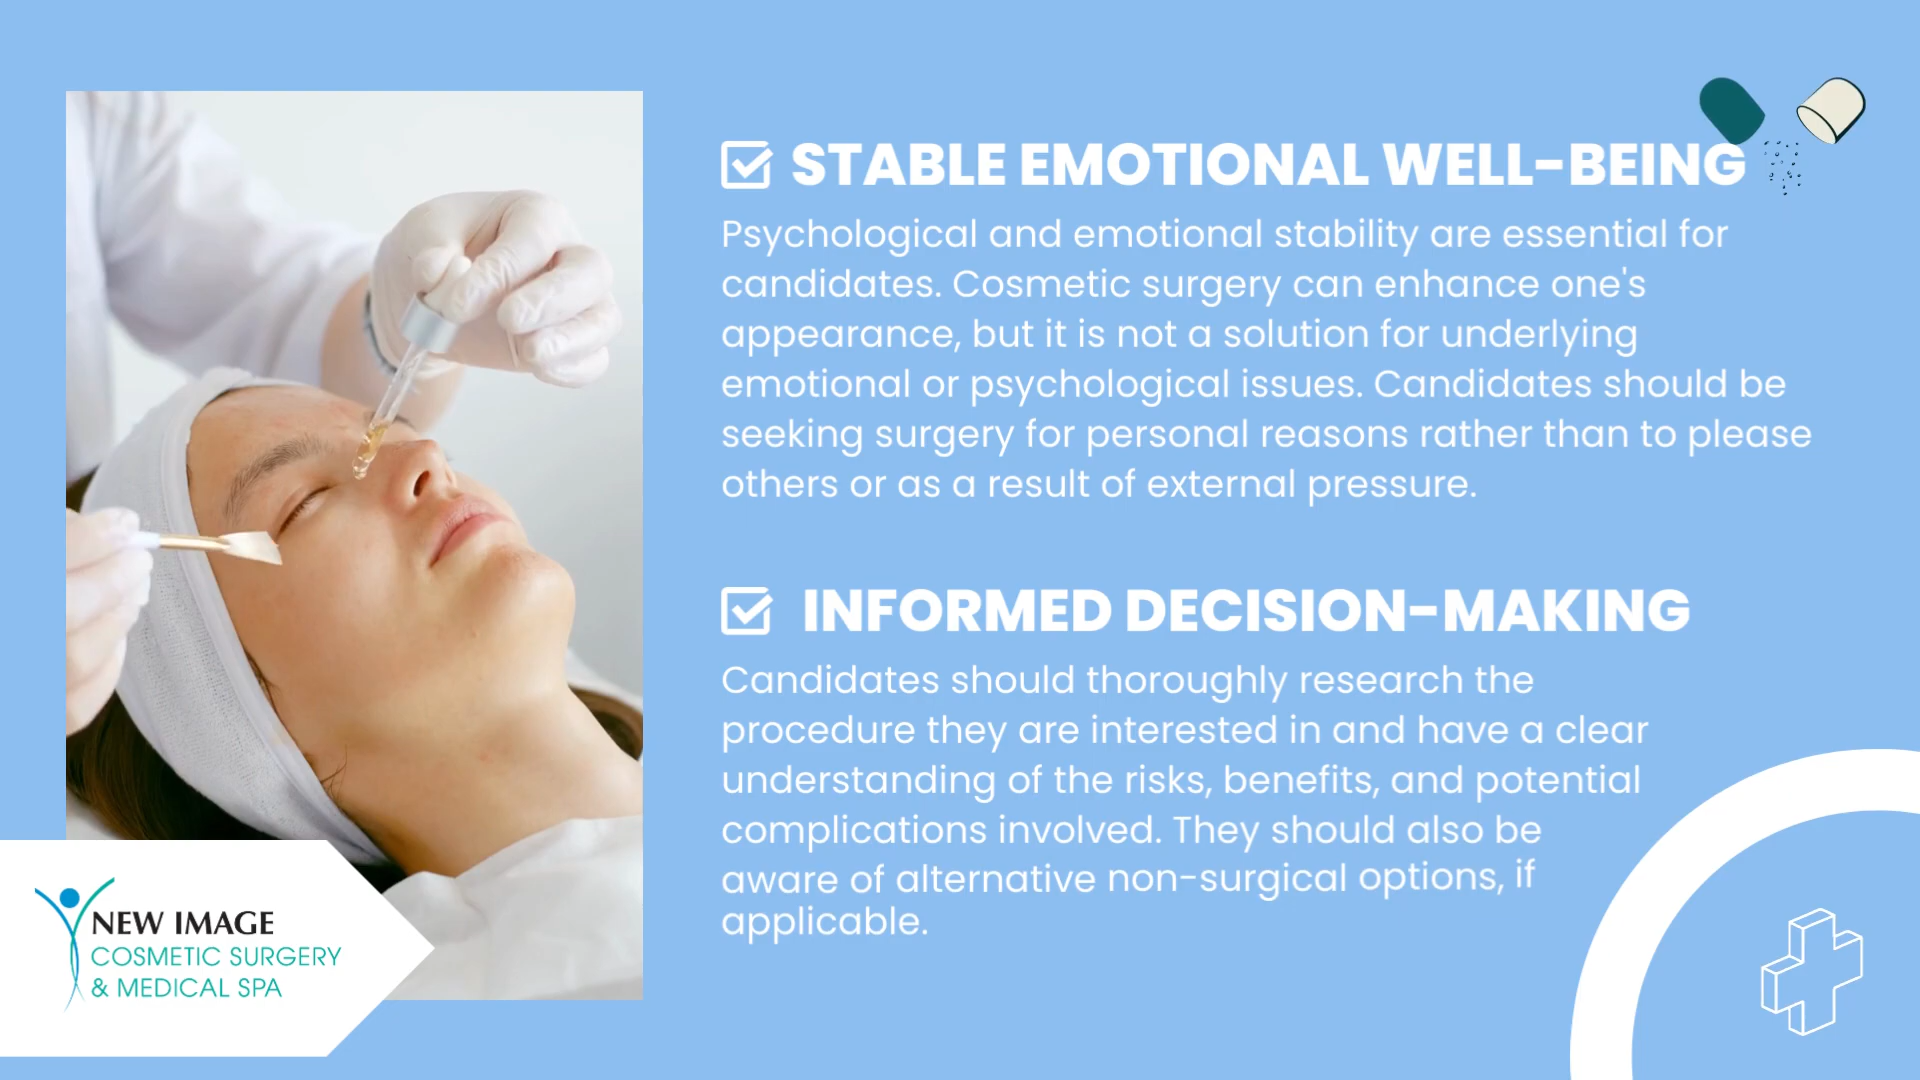 STABLE EMOTIONAL WELL-BEING
Psychological and emotional stability are essential for
candidates. Cosmetic surgery can enhance one's
appearance, but it is not a solution for underlying
emotional or psychological issues. Candidates should be
seeking surgery for personal reasons rather than to please
others or as a result of external pressure.
INFORMED DECISION-MAKING
Candidates should thoroughly research the
procedure they are interested in and have a clear
understanding of the risks, benefits, and potential
complications involved. They should also be
aware of alternative non-surgical options, if
applicable.
NEW IMAGE
COSMETIC SURGERY
& MEDICAL SPA